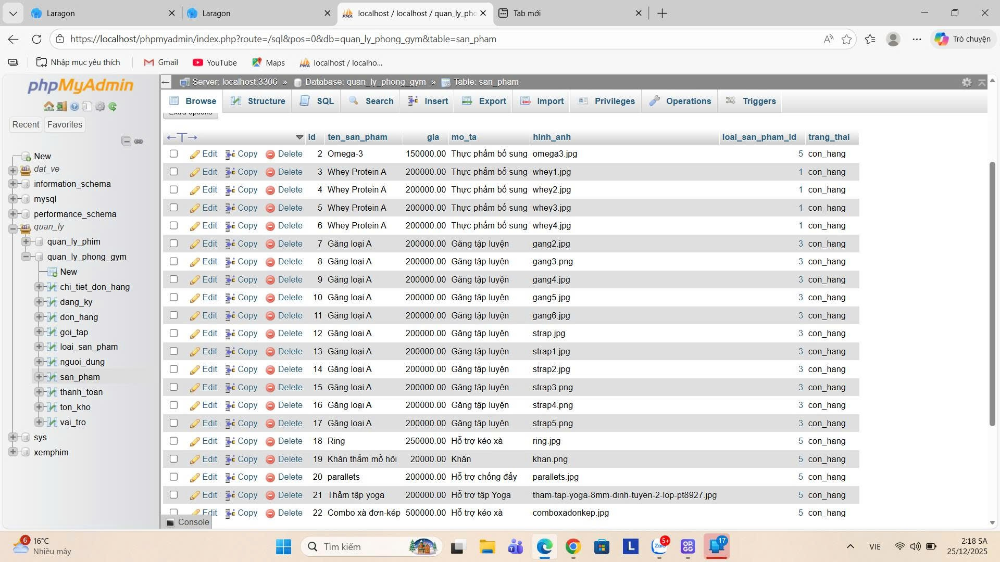 Laragon
Laragon
localhost / localhost / quan_ly_pho
Tab mới
https://localhost/phpmyadmin/index.php?route=/sql&pos=0&db=quan_ly_phong_gym&table=san_pham
Trò chuyện
Nhập mục yêu thích
Gmail
YouTube
Maps
localhost / localho...
phpMyAdmin
Server: localhost:3306 » Database: quan_ly_phong_gym » Table: san_pham
Browse Structure SQL Search Insert Export Import Privileges Operations Triggers
Extra options
Recent Favorites
New
dat_ve
information_schema
mysql
performance_schema
quan_ly
quan_ly_phim
quan_ly_phong_gym
New
chi_tiet_don_hang
dang_ky
don_hang
goi_tap
loai_san_pham
nguoi_dung
san_pham
thanh_toan
ton_kho
vai_tro
sys
xemphim
id ten_san_pham gia mo_ta hinh_anh loai_san_pham_id trang_thai
Edit Copy Delete 2 Omega-3 150000.00 Thực phẩm bổ sung omega3.jpg 5 con_hang
Edit Copy Delete 3 Whey Protein A 200000.00 Thực phẩm bổ sung whey1.jpg 1 con_hang
Edit Copy Delete 4 Whey Protein A 200000.00 Thực phẩm bổ sung whey2.jpg 1 con_hang
Edit Copy Delete 5 Whey Protein A 200000.00 Thực phẩm bổ sung whey3.jpg 1 con_hang
Edit Copy Delete 6 Whey Protein A 200000.00 Thực phẩm bổ sung whey4.jpg 1 con_hang
Edit Copy Delete 7 Găng loại A 200000.00 Găng tập luyện gang2.jpg 3 con_hang
Edit Copy Delete 8 Găng loại A 200000.00 Găng tập luyện gang3.png 3 con_hang
Edit Copy Delete 9 Găng loại A 200000.00 Găng tập luyện gang4.jpg 3 con_hang
Edit Copy Delete 10 Găng loại A 200000.00 Găng tập luyện gang5.jpg 3 con_hang
Edit Copy Delete 11 Găng loại A 200000.00 Găng tập luyện gang6.jpg 3 con_hang
Edit Copy Delete 12 Găng loại A 200000.00 Găng tập luyện strap.jpg 3 con_hang
Edit Copy Delete 13 Găng loại A 200000.00 Găng tập luyện strap1.jpg 3 con_hang
Edit Copy Delete 14 Găng loại A 200000.00 Găng tập luyện strap2.jpg 3 con_hang
Edit Copy Delete 15 Găng loại A 200000.00 Găng tập luyện strap3.png 3 con_hang
Edit Copy Delete 16 Găng loại A 200000.00 Găng tập luyện strap4.png 3 con_hang
Edit Copy Delete 17 Găng loại A 200000.00 Găng tập luyện strap5.png 3 con_hang
Edit Copy Delete 18 Ring 250000.00 Hỗ trợ kéo xà ring.jpg 5 con_hang
Edit Copy Delete 19 Khăn thấm mồ hôi 20000.00 Khăn khan.png 5 con_hang
Edit Copy Delete 20 parallets 200000.00 Hỗ trợ chống đẩy parallets.jpg 5 con_hang
Edit Copy Delete 21 Thảm tập yoga 200000.00 Hỗ trợ tập Yoga tham-tap-yoga-8mm-dinh-tuyen-2-lop-pt8927.jpg 5 con_hang
Edit Copy Delete 22 Combo xà đơn-kép 500000.00 Hỗ trợ kéo xà comboxadonkep.jpg 5 con_hang
Console
6
16°C
Nhiều mây
Tìm kiếm
L
Zalo
5+
OP.GG
17
VIE
2:18 SA
25/12/2025